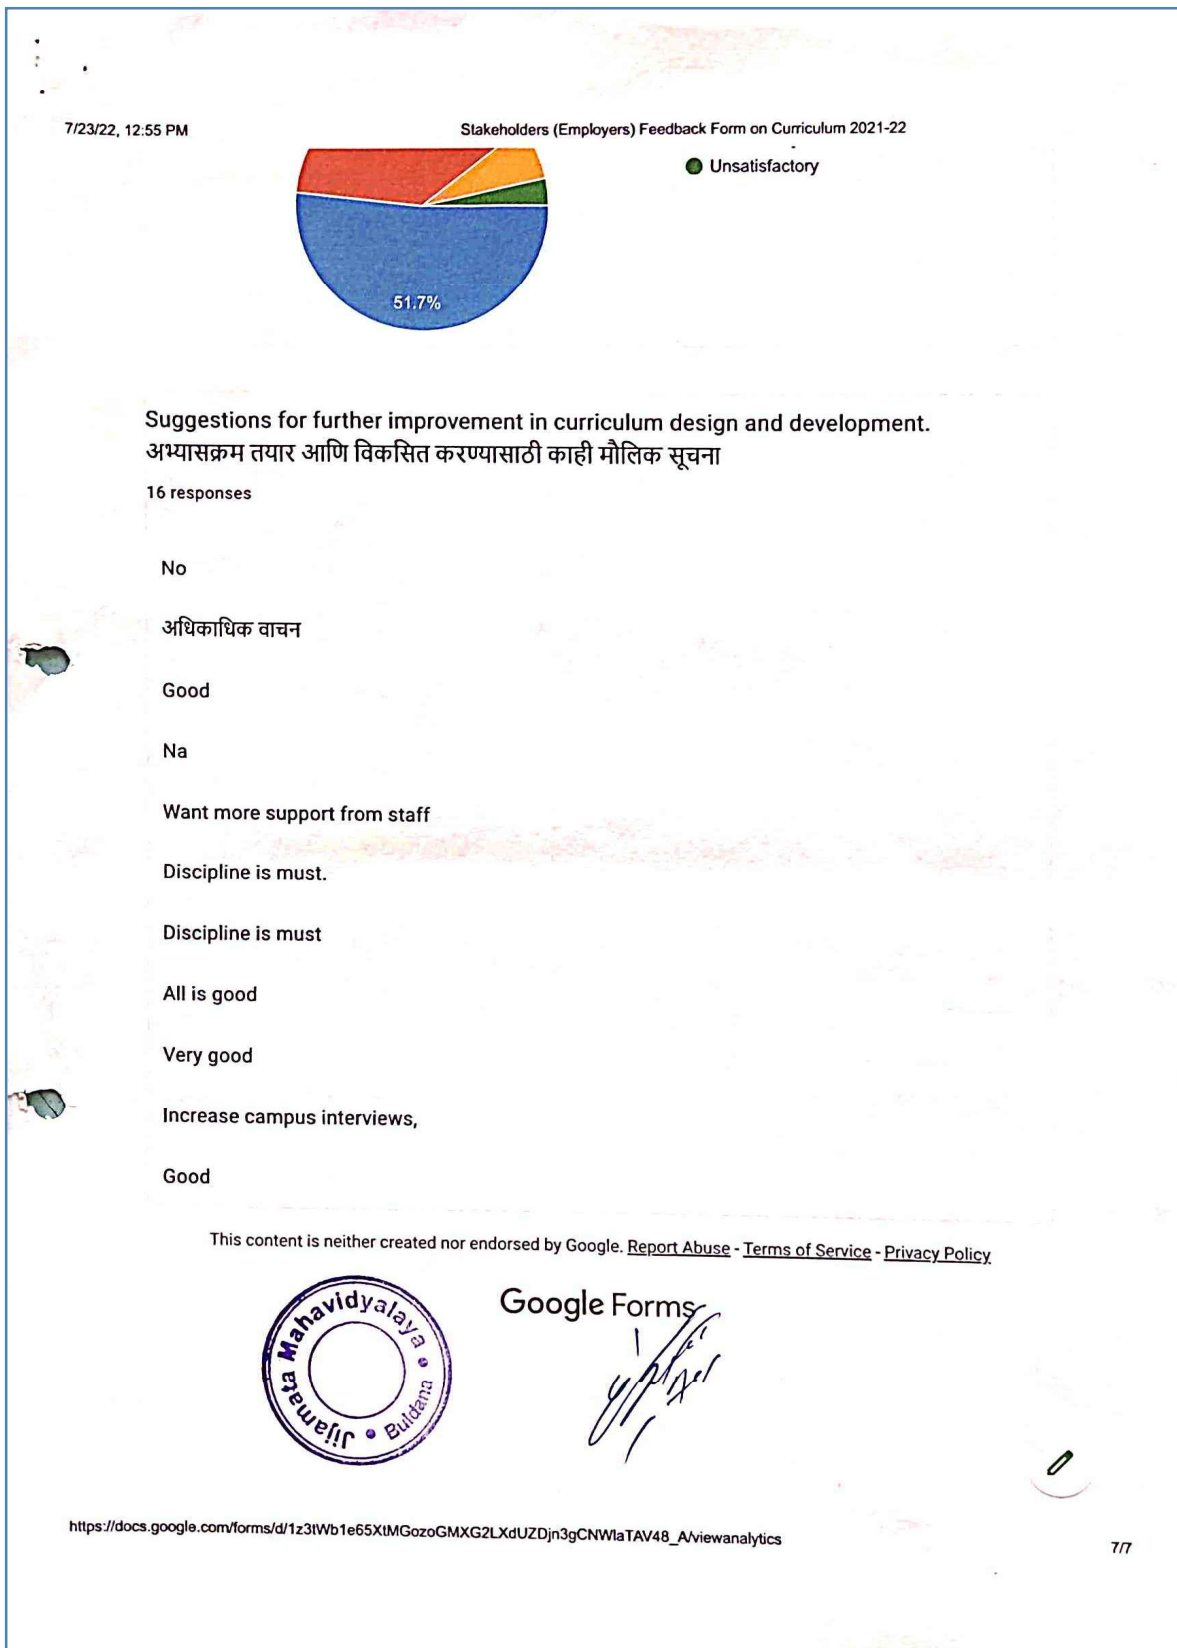 7/23/22, 12:55 PM
Stakeholders (Employers) Feedback Form on Curriculum 2021-22
Unsatisfactory
51.7%
Suggestions for further improvement in curriculum design and development.
अभ्यासक्रम तयार आणि विकसित करण्यासाठी काही मौलिक सूचना
16 responses
No
अधिकाधिक वाचन
Good
Na
Want more support from staff
Discipline is must.
Discipline is must
All is good
Very good
Increase campus interviews,
Good
This content is neither created nor endorsed by Google. Report Abuse - Terms of Service - Privacy Policy
Google Forms
Jijamata Mahavidyalaya
Buldana
https://docs.google.com/forms/d/1z3tWb1e65XtMGozoGMXG2LXdUZDjn3gCNWlaTAV48_A/viewanalytics
7/7